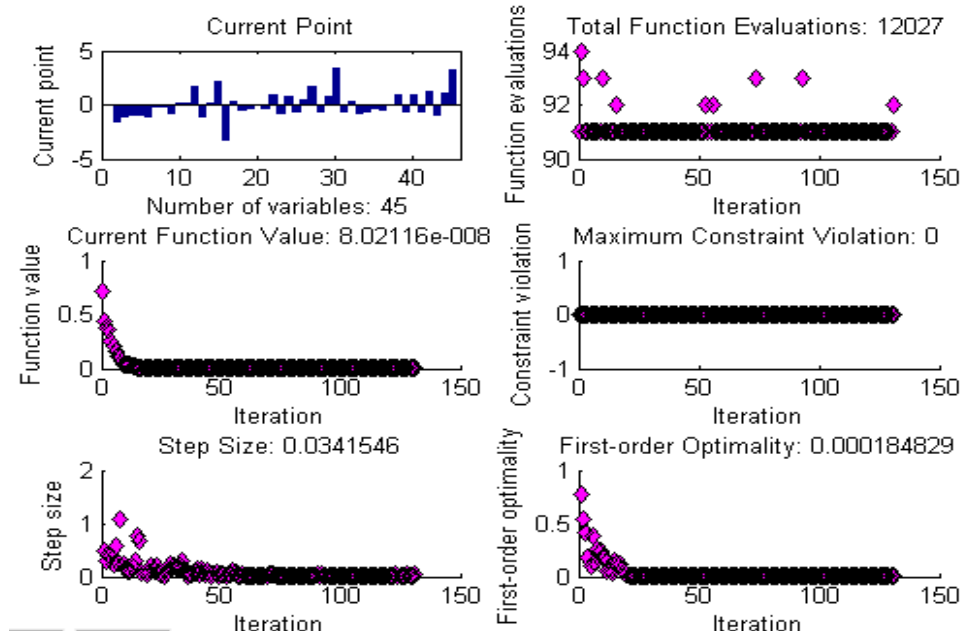 Current Point
Current point
5
0
-5
0
10
20
30
40
Number of variables: 45
Total Function Evaluations: 12027
Function evaluations
94
92
90
0
50
100
150
Iteration
Current Function Value: 8.02116e-008
Function value
1
0.5
0
0
50
100
150
Iteration
Maximum Constraint Violation: 0
Constraint violation
1
0
-1
0
50
100
150
Iteration
Step Size: 0.0341546
Step size
2
1
0
0
50
100
150
Iteration
First-order Optimality: 0.000184829
First-order optimality
1
0.5
0
0
50
100
150
Iteration